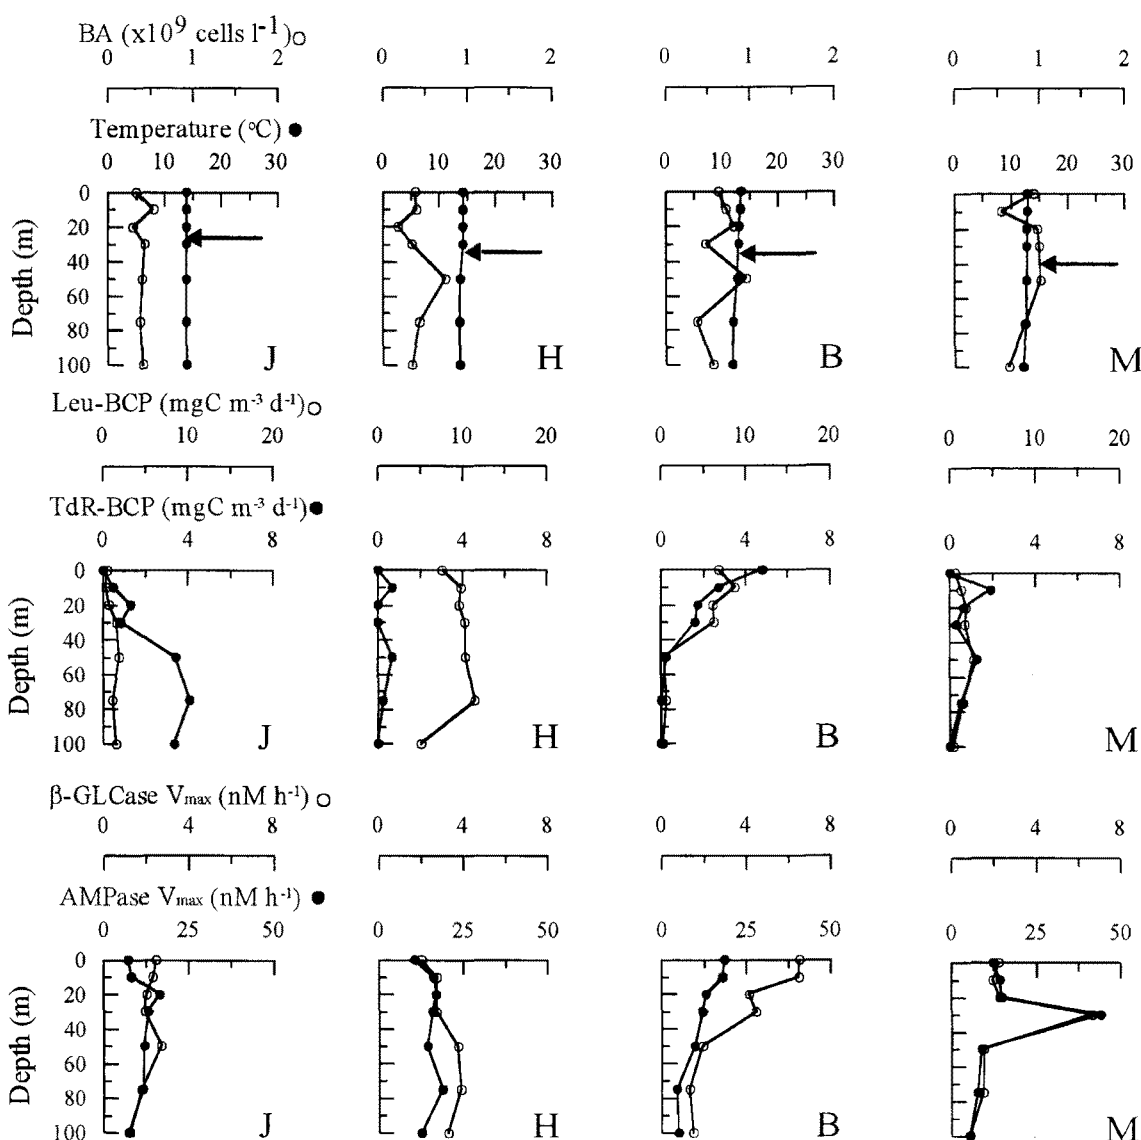 BA (x10⁹ cells l⁻¹)
0 1 2 0 1 2 0 1 2 0 1 2
Temperature (°C)
0 10 20 30 0 10 20 30 0 10 20 30 0 10 20 30
Depth (m)
0
20
40
60
80
100
J H B M
Leu-BCP (mgC m⁻³ d⁻¹)
0 10 20 0 10 20 0 10 20 0 10 20
TdR-BCP (mgC m⁻³ d⁻¹)
0 4 8 0 4 8 0 4 8 0 4 8
Depth (m)
0
20
40
60
80
100
J H B M
β-GLCase Vmax (nM h⁻¹)
0 4 8 0 4 8 0 4 8 0 4 8
AMPase Vmax (nM h⁻¹)
0 25 50 0 25 50 0 25 50 0 25 50
Depth (m)
0
20
40
60
80
100
J H B M